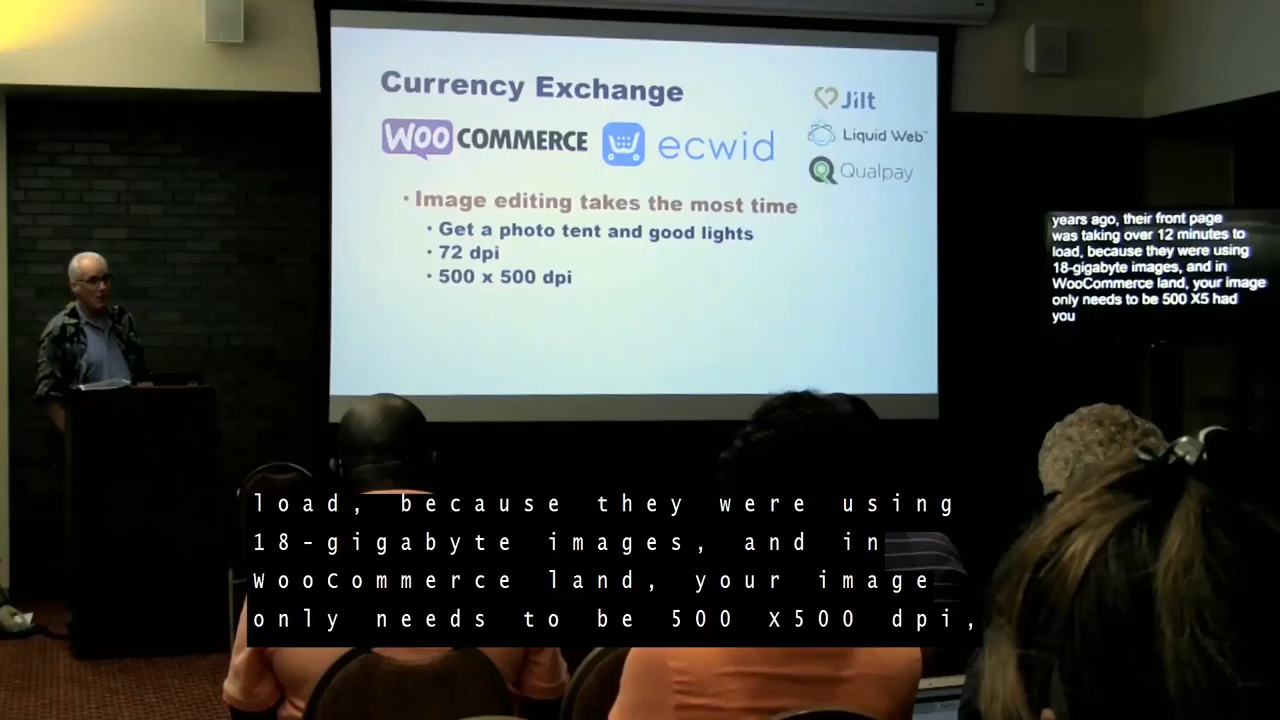 Currency Exchange
WOO COMMERCE
ecwid
Jilt
Liquid Web™
Qualpay
• Image editing takes the most time
• Get a photo tent and good lights
• 72 dpi
• 500 x 500 dpi
years ago, their front page
was taking over 12 minutes to
load, because they were using
18-gigabyte images, and in
WooCommerce land, your image
only needs to be 500 X5 had
you
load, because they were using
18-gigabyte images, and in
WooCommerce land, your image
only needs to be 500 X500 dpi,